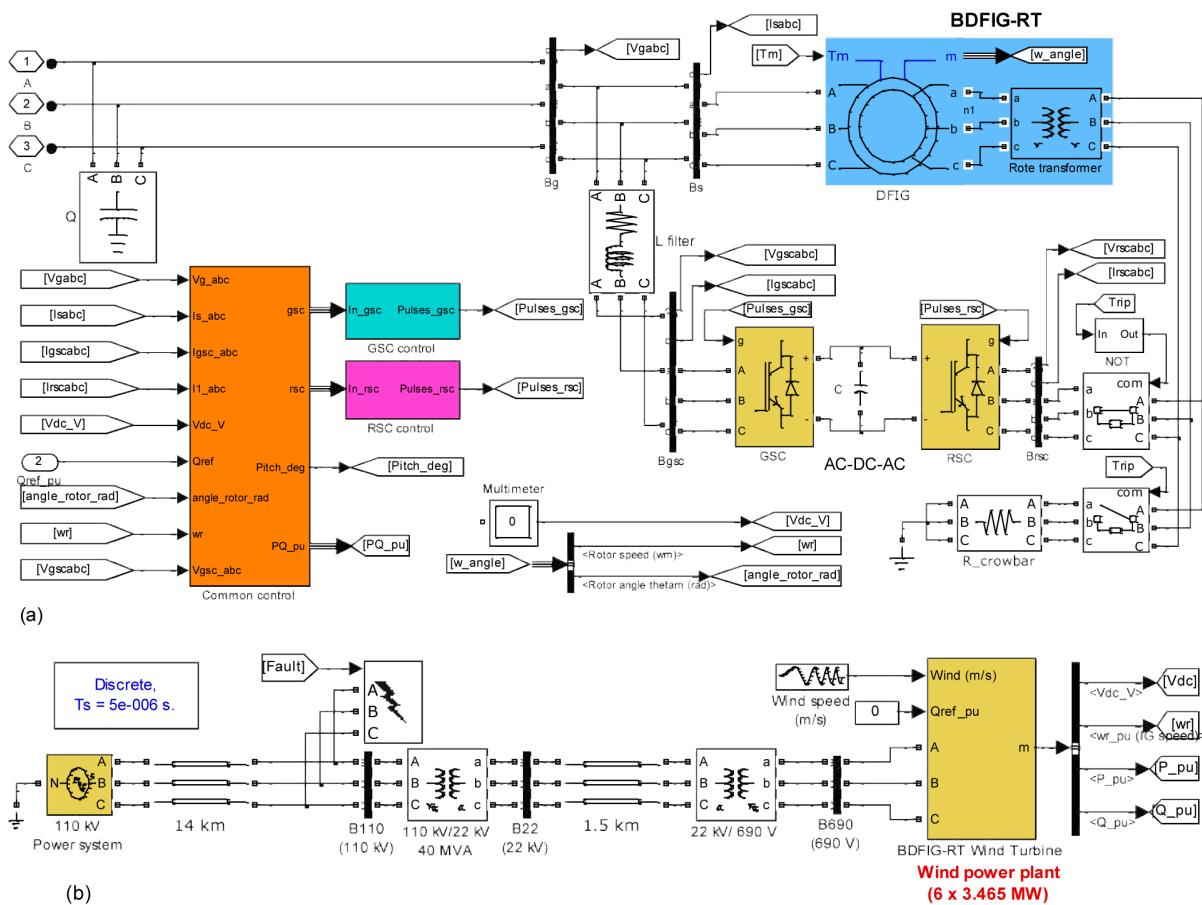 BDFIG-RT
[Isabc]
[Vgabc]
[Tm]
Tm
m
[w_angle]
1
A
2
B
3
C
A
B
C
a
b
c
n1
a
b
c
A
B
C
Rote transformer
DFIG
Bg
Bs
A B C
Q
A B C
L filter
A B C
[Vgabc]
[Isabc]
[Igscabc]
[Irscabc]
[Vdc_V]
2
Qref_pu
[angle_rotor_rad]
[wr]
[Vgscabc]
Vg_abc
Is_abc
Igsc_abc
I1_abc
Vdc_V
Qref
angle_rotor_rad
wr
Vgsc_abc
gsc
rsc
Pitch_deg
PQ_pu
Common control
In_gsc Pulses_gsc
GSC control
In_rsc Pulses_rsc
RSC control
[Pulses_gsc]
[Pulses_rsc]
[Pitch_deg]
[PQ_pu]
[Vgscabc]
[Igscabc]
[Pulses_gsc]
[Pulses_rsc]
[Vrscabc]
[Irscabc]
Trip
In Out
NOT
g
A
B
C
+
-
C
g
+
-
A
B
C
a
b
c
com
A
B
C
Bgsc
GSC
AC-DC-AC
RSC
Brsc
Trip
com
A
B
C
A
B
C
A
B
C
R_crowbar
Multimeter
0
[Vdc_V]
[w_angle]
<Rotor speed (wm)>
[wr]
<Rotor angle thetam (rad)>
[angle_rotor_rad]
(a)
Discrete,
Ts = 5e-006 s.
[Fault]
A
B
C
N
A
B
C
110 kV
Power system
14 km
B110
(110 kV)
A
B
C
a
b
c
110 kV/22 kV
40 MVA
B22
(22 kV)
1.5 km
A
B
C
a
b
c
22 kV/ 690 V
B690
(690 V)
Wind speed
(m/s)
0
Wind (m/s)
Qref_pu
A
B
C
m
BDFIG-RT Wind Turbine
Wind power plant
(6 x 3.465 MW)
[Vdc]
<Vdc_V>
[wr]
<wr_pu (IG speed)>
[P_pu]
<P_pu>
[Q_pu]
<Q_pu>
(b)